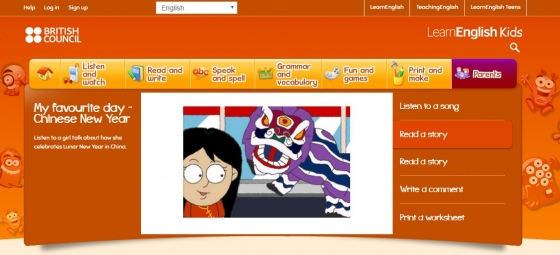 Help Log in Sign up
English
LearnEnglish TeachingEnglish LearnEnglish Teens
BRITISH
COUNCIL
LearnEnglish Kids
Listen
and
watch
Read and
write
abc
Speak
and spell
Grammar
and
vocabulary
Fun and
games
Print and
make
Parents
My favourite day -
Chinese New Year
Listen to a girl talk about how she
celebrates Lunar New Year in China.
Listen to a song
Read a story
Read a story
Write a comment
Print a worksheet